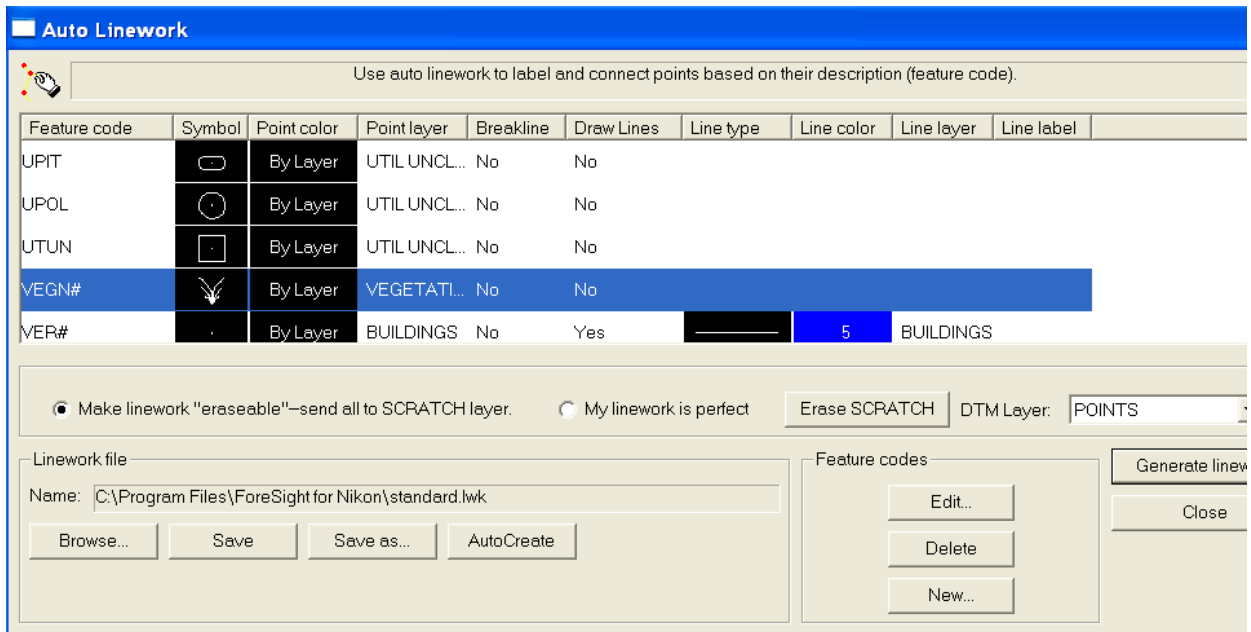 Auto Linework
Use auto linework to label and connect points based on their description (feature code).
Feature code Symbol Point color Point layer Breakline Draw Lines Line type Line color Line layer Line label
UPIT By Layer UTIL UNCL... No No
UPOL By Layer UTIL UNCL... No No
UTUN By Layer UTIL UNCL... No No
VEGN# By Layer VEGETATI... No No
VER# By Layer BUILDINGS No Yes 5 BUILDINGS
Make linework "eraseable"--send all to SCRATCH layer. My linework is perfect Erase SCRATCH DTM Layer: POINTS
Linework file Feature codes Generate linew
Name: C:\Program Files\ForeSight for Nikon\standard.lwk Edit... Close
Browse... Save Save as... AutoCreate Delete
New...